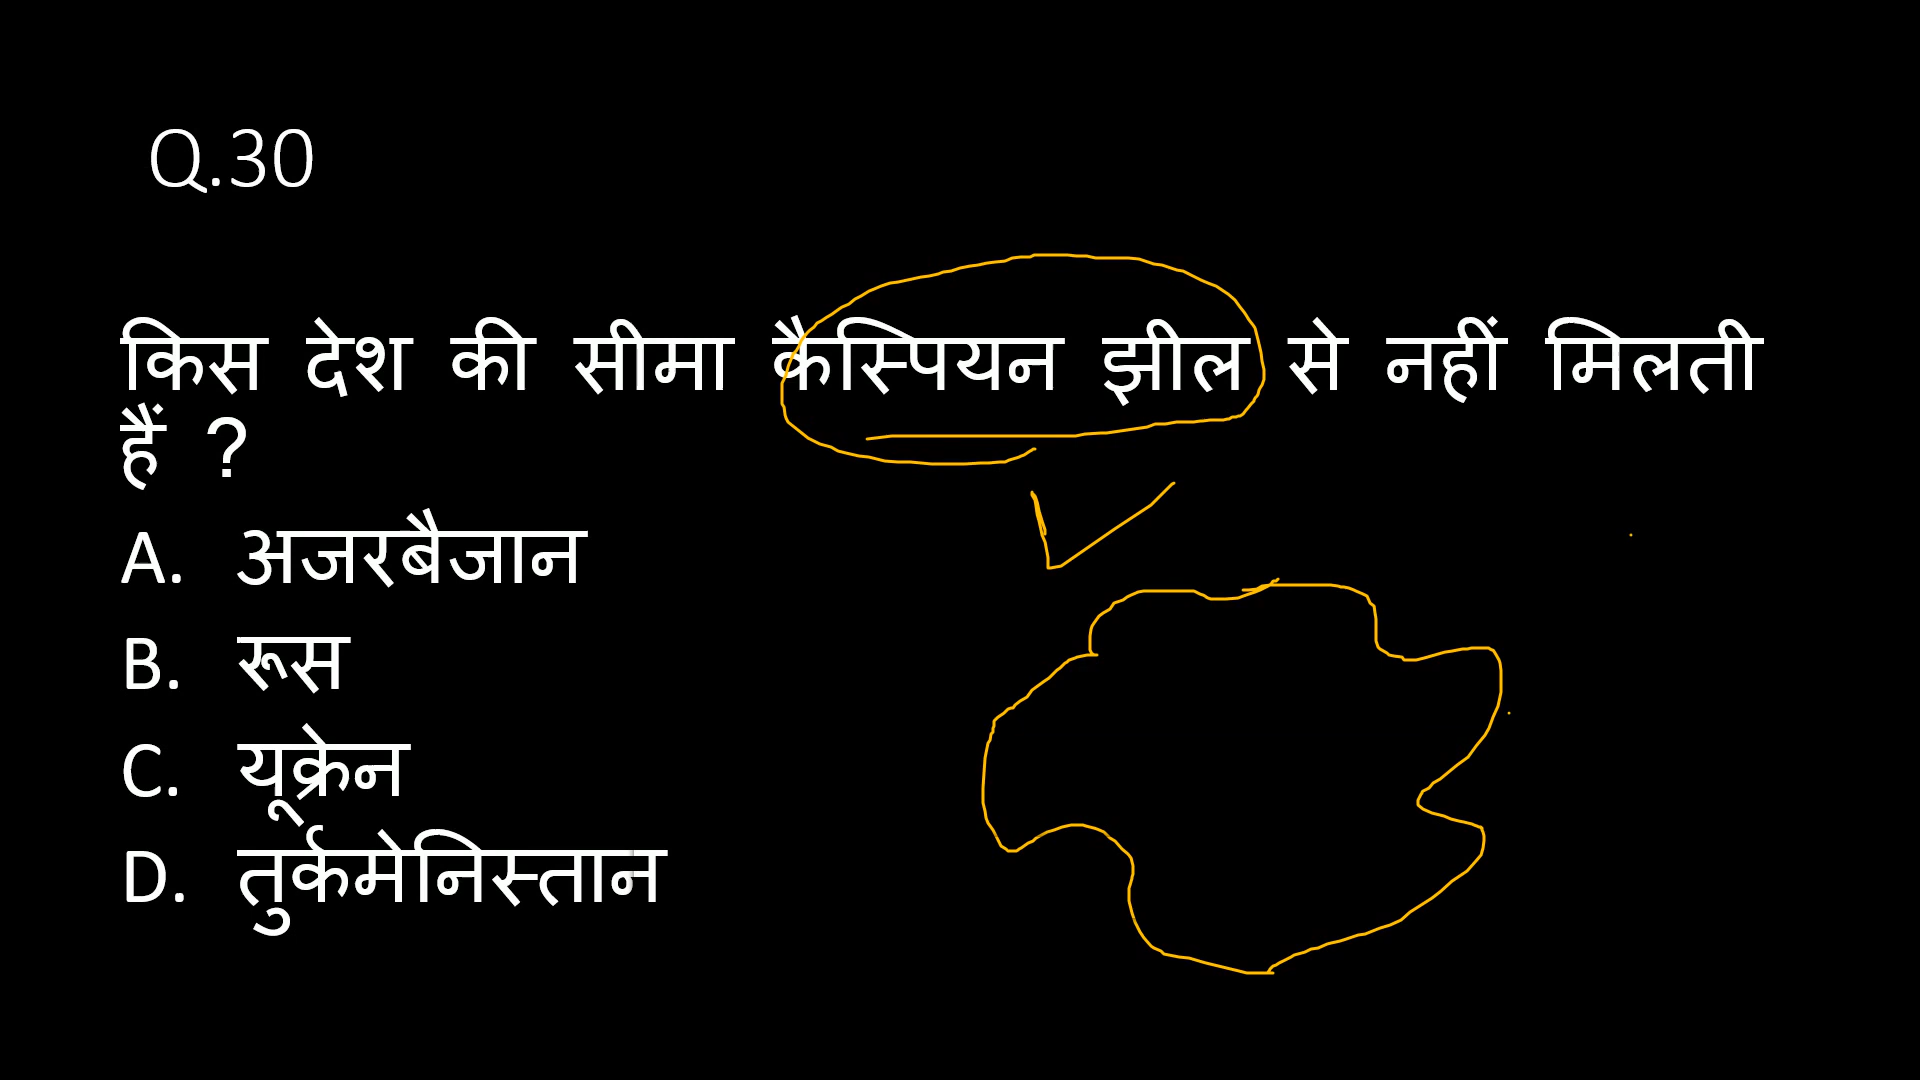 Q.30
किस देश की सीमा कैस्पियन झील से नहीं मिलती
हैं ?
A. अजरबैजान
B. रूस
C. यूक्रेन
D. तुर्कमेनिस्तान